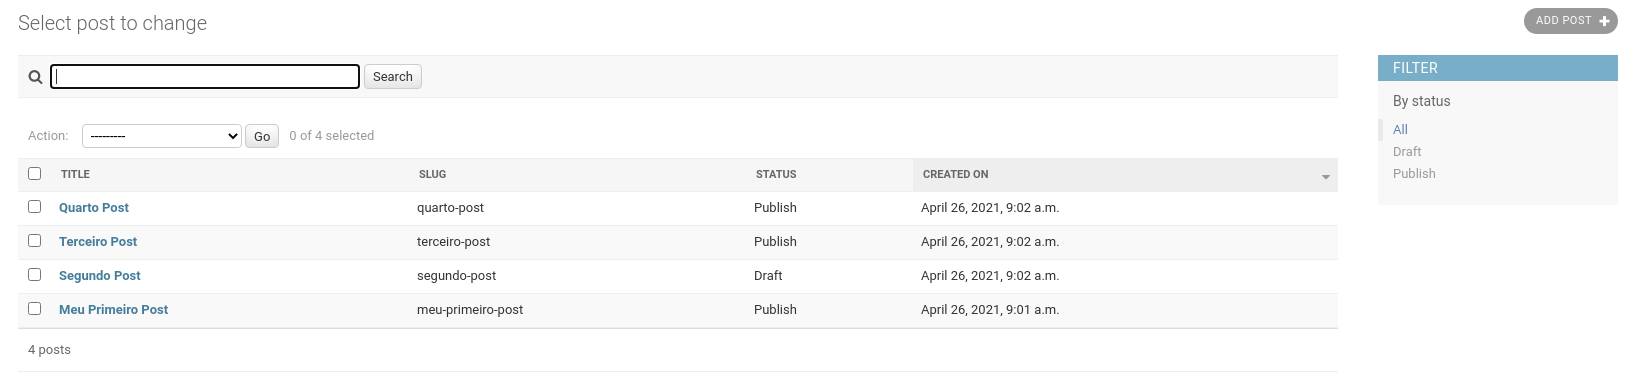 Select post to change
ADD POST
Search
FILTER
By status
All
Draft
Publish
Action: --------- Go 0 of 4 selected
TITLE SLUG STATUS CREATED ON
Quarto Post quarto-post Publish April 26, 2021, 9:02 a.m.
Terceiro Post terceiro-post Publish April 26, 2021, 9:02 a.m.
Segundo Post segundo-post Draft April 26, 2021, 9:02 a.m.
Meu Primeiro Post meu-primeiro-post Publish April 26, 2021, 9:01 a.m.
4 posts